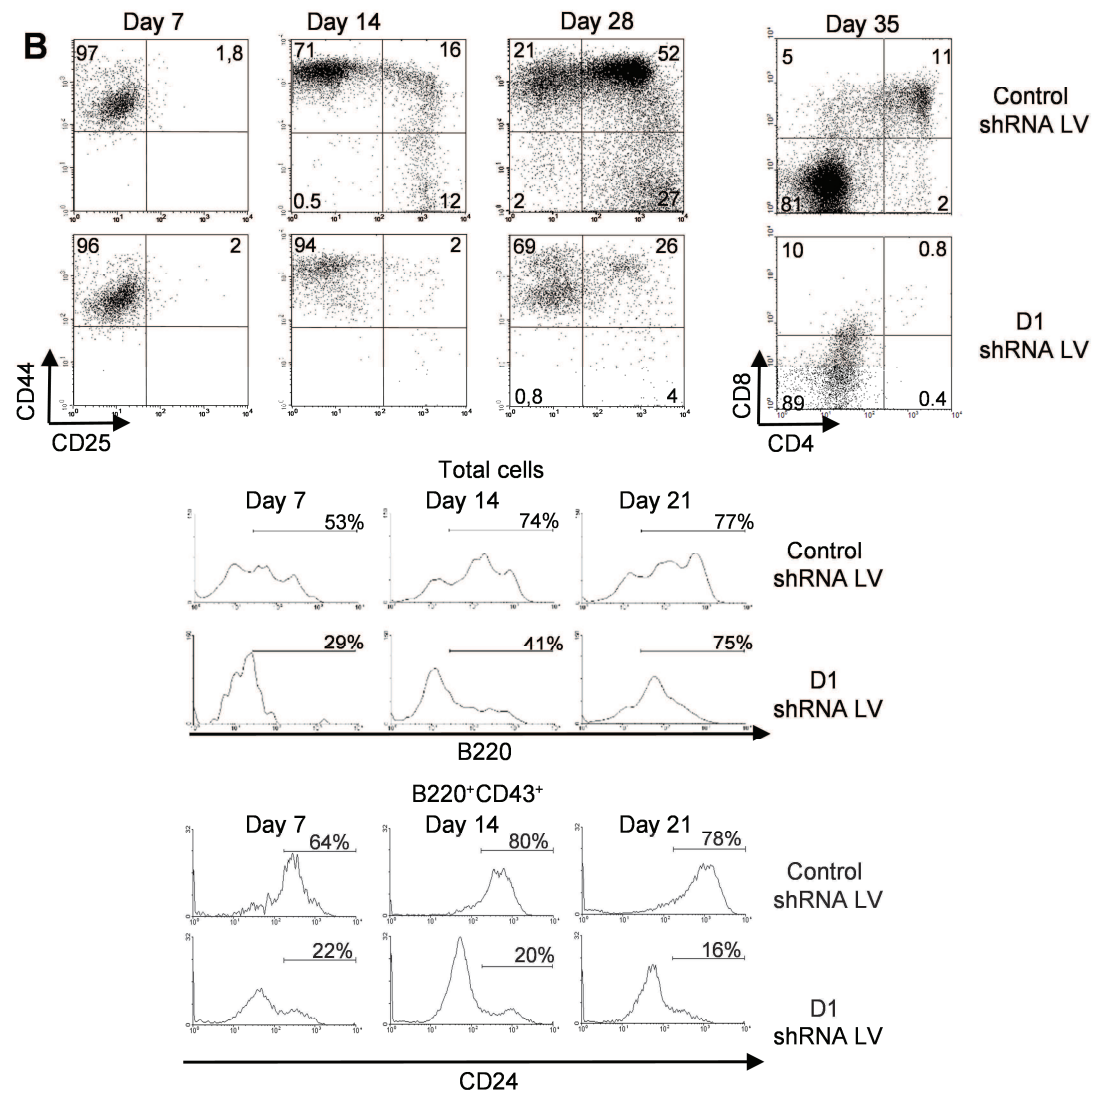 B
Day 7
Day 14
Day 28
Day 35
97
1,8
71
16
21
52
5
11
Control
shRNA LV
0.5
12
2
27
81
2
96
2
94
2
69
26
10
0.8
D1
shRNA LV
0,8
4
89
0.4
CD44
CD25
CD8
CD4
Total cells
Day 7
Day 14
Day 21
53%
74%
77%
Control
shRNA LV
29%
41%
75%
D1
shRNA LV
B220
B220⁺CD43⁺
Day 7
Day 14
Day 21
64%
80%
78%
Control
shRNA LV
22%
20%
16%
D1
shRNA LV
CD24